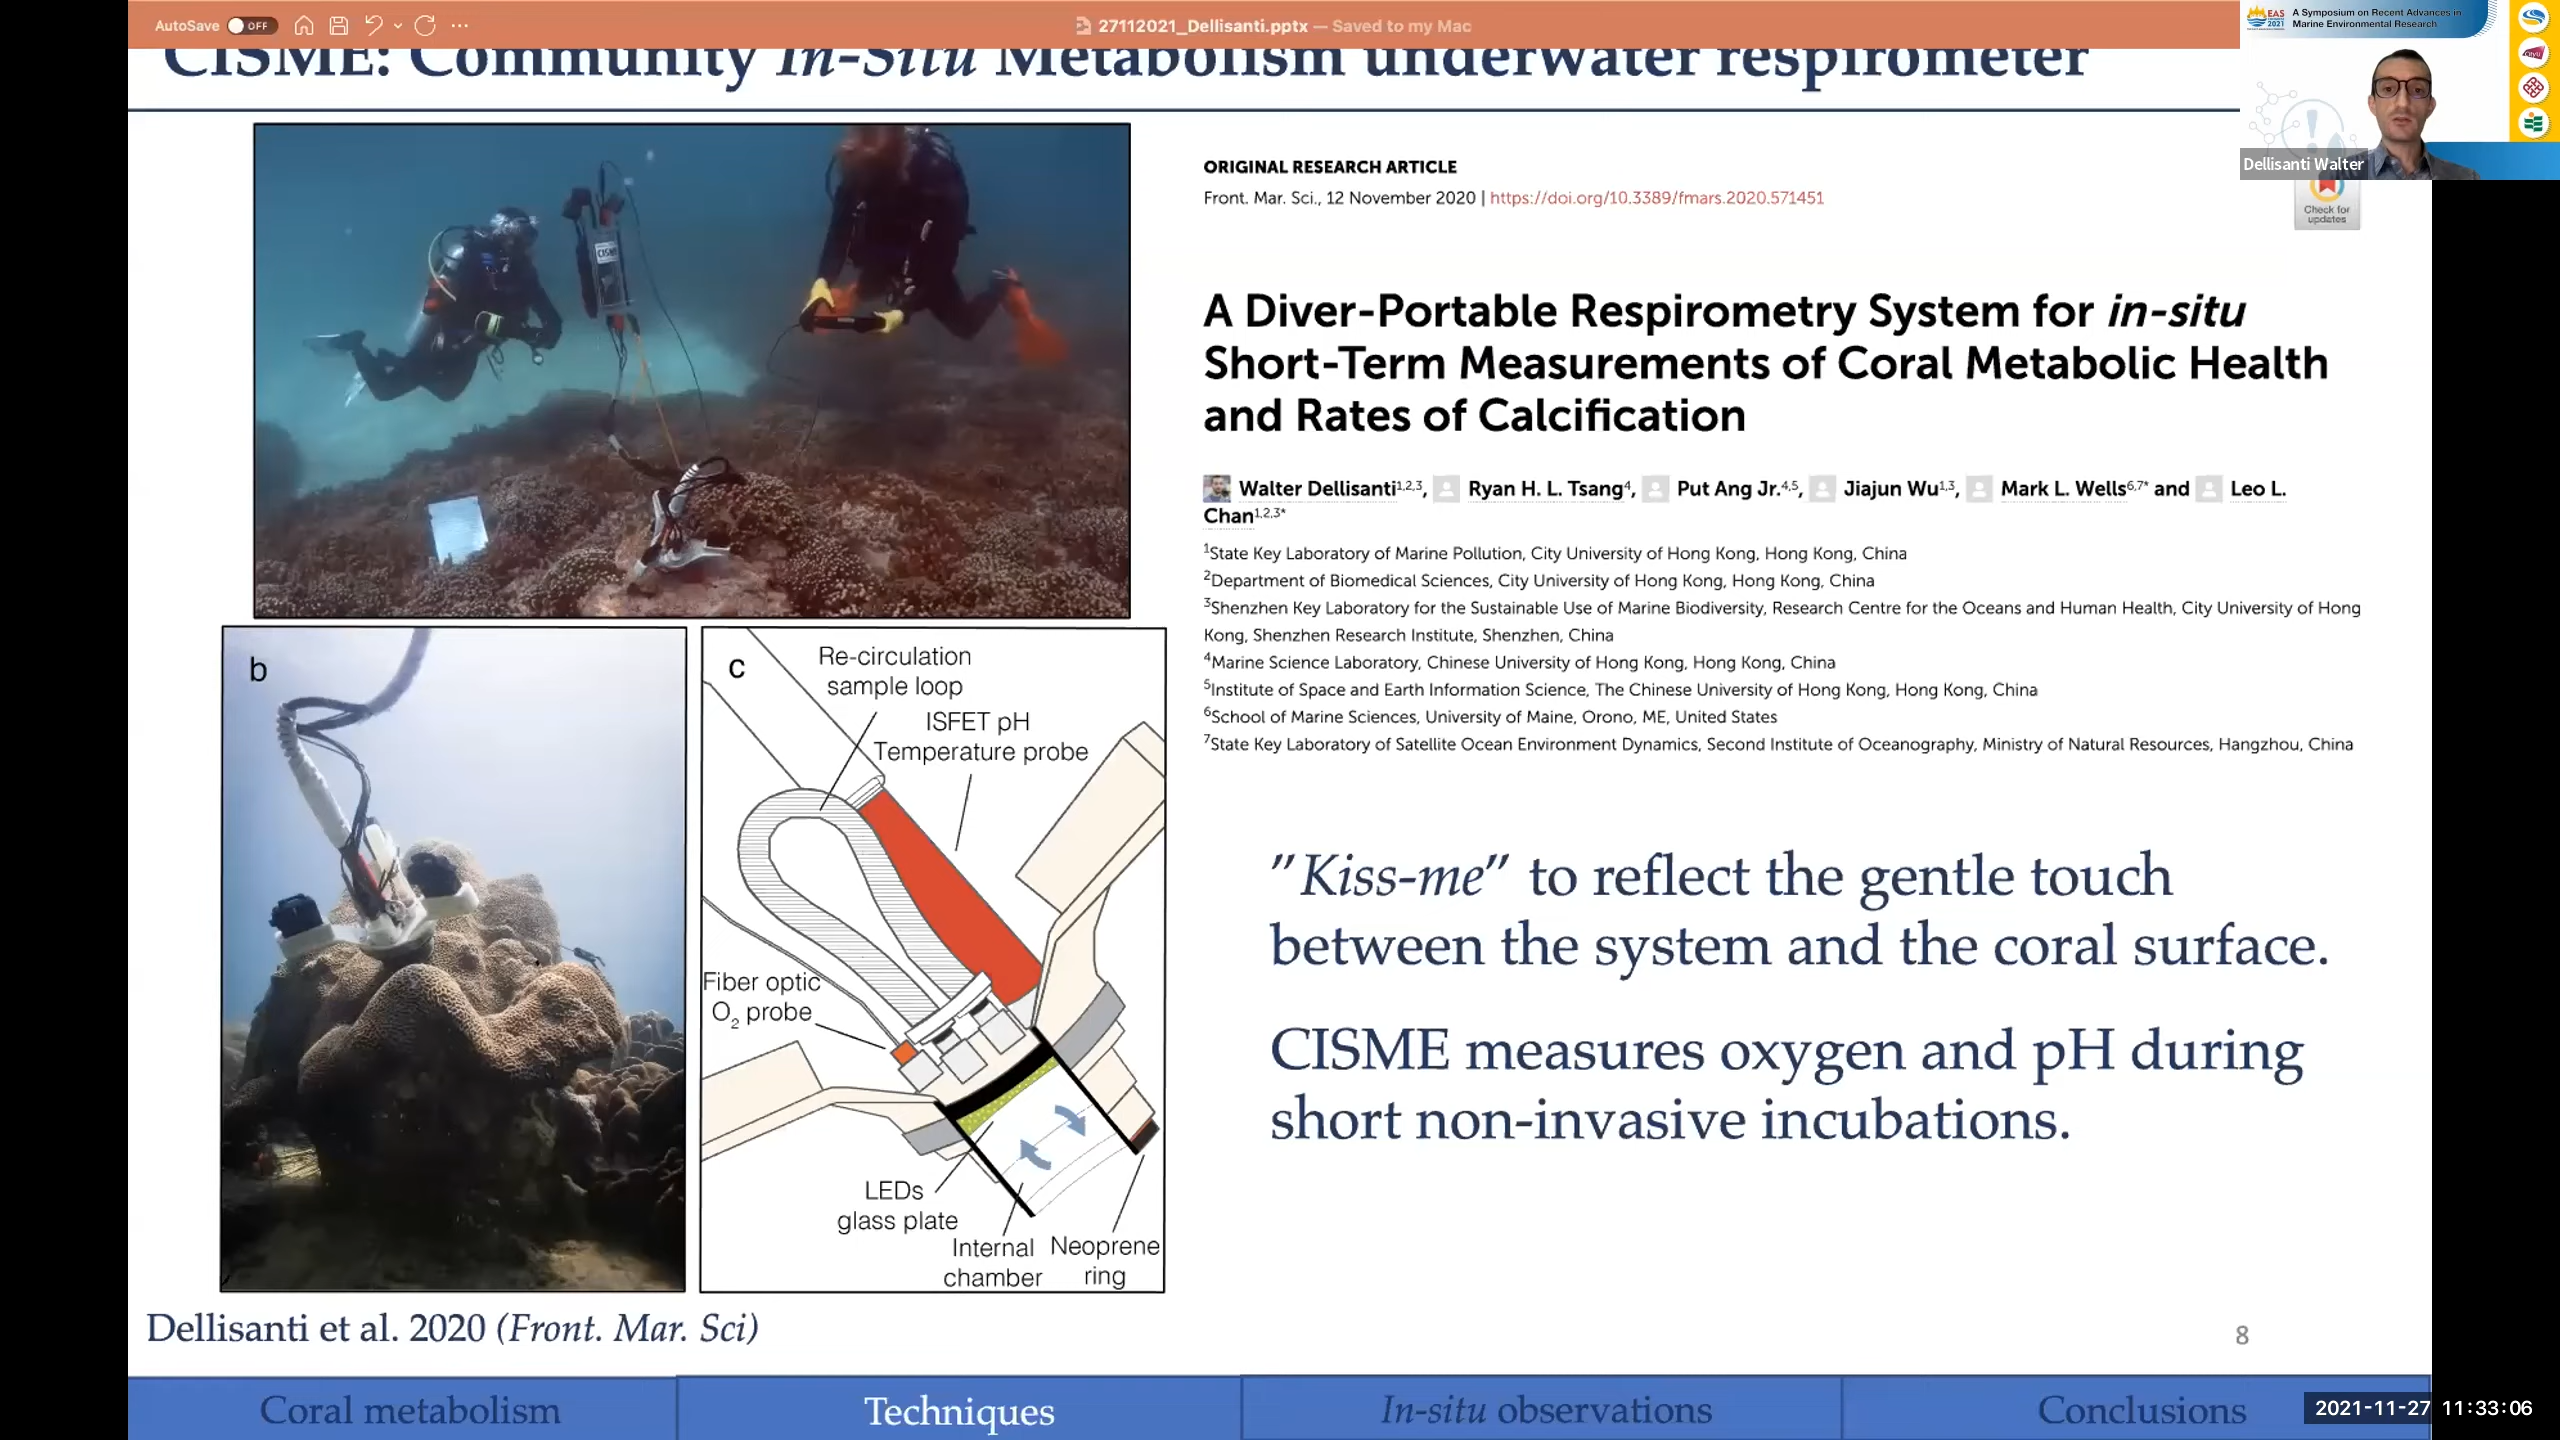 AutoSave OFF
27112021_Dellisanti.pptx — Saved to my Mac
EAS 2021
A Symposium on Recent Advances in
Marine Environmental Research
CISME: Community In-Situ Metabolism underwater respirometer
Dellisanti Walter
CISME
ORIGINAL RESEARCH ARTICLE
Front. Mar. Sci., 12 November 2020 | https://doi.org/10.3389/fmars.2020.571451
Check for
updates
A Diver-Portable Respirometry System for in-situ
Short-Term Measurements of Coral Metabolic Health
and Rates of Calcification
Walter Dellisanti1,2,3, Ryan H. L. Tsang4, Put Ang Jr.4,5, Jiajun Wu1,3, Mark L. Wells6,7* and Leo L.
Chan1,2,3*
1State Key Laboratory of Marine Pollution, City University of Hong Kong, Hong Kong, China
2Department of Biomedical Sciences, City University of Hong Kong, Hong Kong, China
3Shenzhen Key Laboratory for the Sustainable Use of Marine Biodiversity, Research Centre for the Oceans and Human Health, City University of Hong
Kong, Shenzhen Research Institute, Shenzhen, China
4Marine Science Laboratory, Chinese University of Hong Kong, Hong Kong, China
5Institute of Space and Earth Information Science, The Chinese University of Hong Kong, Hong Kong, China
6School of Marine Sciences, University of Maine, Orono, ME, United States
7State Key Laboratory of Satellite Ocean Environment Dynamics, Second Institute of Oceanography, Ministry of Natural Resources, Hangzhou, China
b
c
Re-circulation
sample loop
ISFET pH
Temperature probe
Fiber optic
O2 probe
LEDs
glass plate
Internal
chamber
Neoprene
ring
"Kiss-me" to reflect the gentle touch
between the system and the coral surface.
CISME measures oxygen and pH during
short non-invasive incubations.
Dellisanti et al. 2020 (Front. Mar. Sci)
8
Coral metabolism
Techniques
In-situ observations
Conclusions
2021-11-27 11:33:06